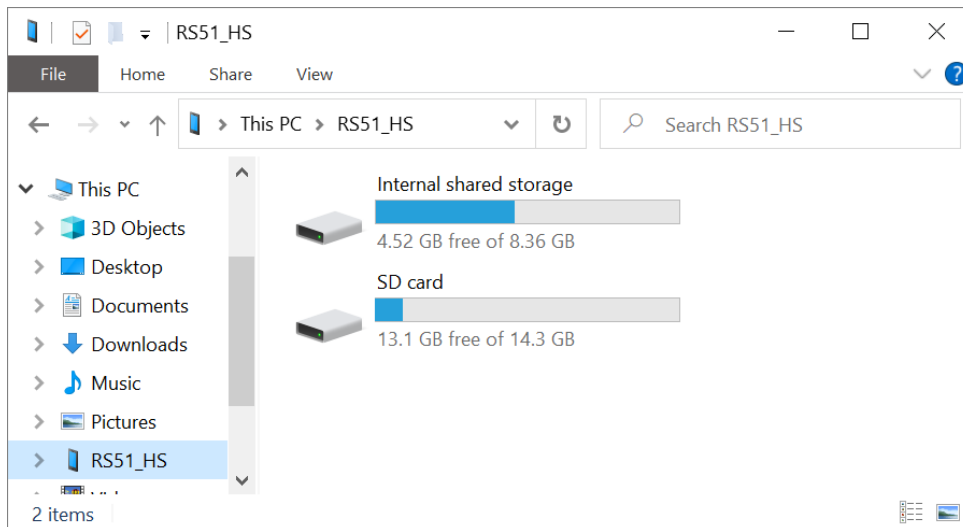 RS51_HS
File Home Share View
This PC > RS51_HS
Search RS51_HS
This PC
3D Objects
Desktop
Documents
Downloads
Music
Pictures
RS51_HS
Internal shared storage
4.52 GB free of 8.36 GB
SD card
13.1 GB free of 14.3 GB
2 items